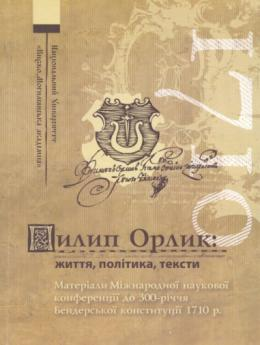 Національний Університет
«Києво-Могилянська академія»
1710
Пилип Орлик:
життя, політика, тексти
Матеріали Міжнародної наукової
конференції до 300-річчя
Бендерської конституції 1710 р.